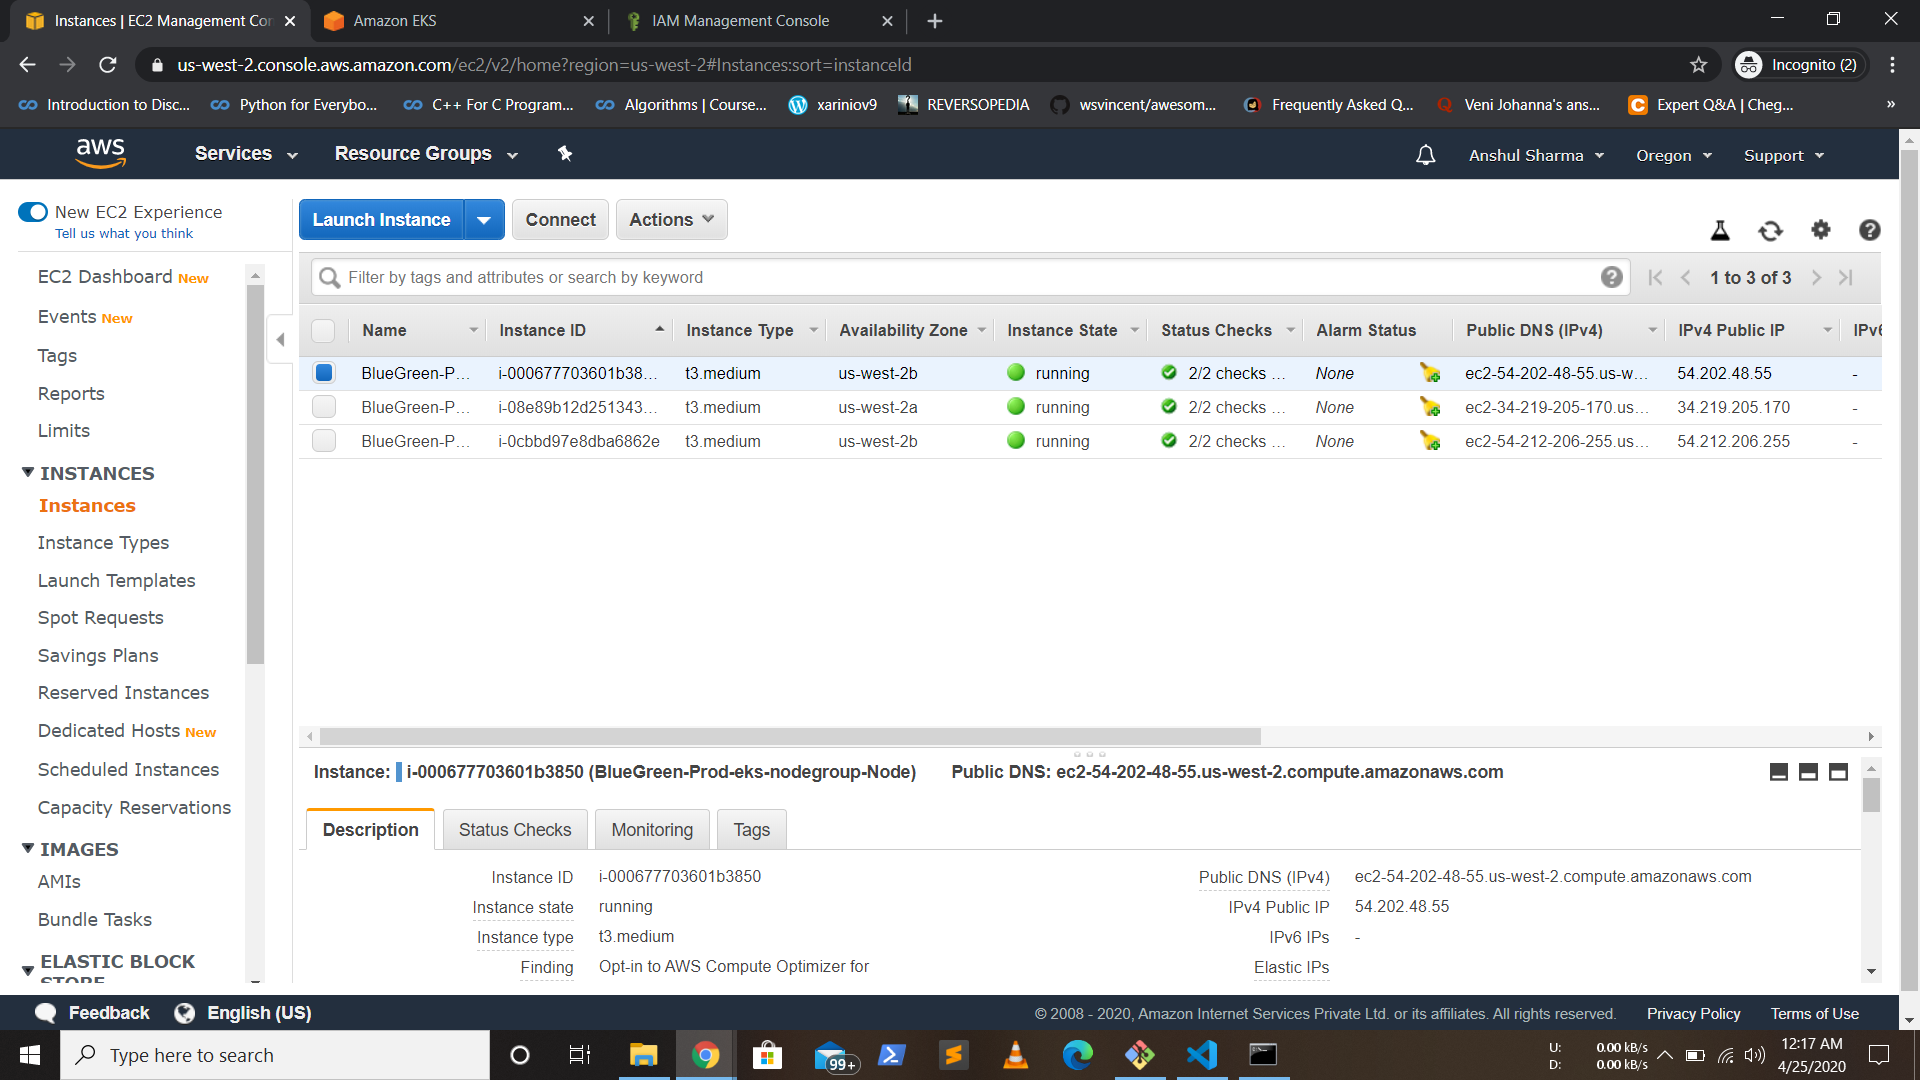 Instances | EC2 Management Con
Amazon EKS
IAM Management Console
us-west-2.console.aws.amazon.com/ec2/v2/home?region=us-west-2#Instances:sort=instanceId
Incognito (2)
Introduction to Disc...
Python for Everybo...
C++ For C Program...
Algorithms | Course...
xariniov9
REVERSOPEDIA
wsvincent/awesom...
Frequently Asked Q...
Veni Johanna's ans...
Expert Q&A | Cheg...
aws
Services
Resource Groups
Anshul Sharma
Oregon
Support
New EC2 Experience
Tell us what you think
EC2 Dashboard New
Events New
Tags
Reports
Limits
INSTANCES
Instances
Instance Types
Launch Templates
Spot Requests
Savings Plans
Reserved Instances
Dedicated Hosts New
Scheduled Instances
Capacity Reservations
IMAGES
AMIs
Bundle Tasks
ELASTIC BLOCK
STORE
Launch Instance
Connect
Actions
Filter by tags and attributes or search by keyword
1 to 3 of 3
Name Instance ID Instance Type Availability Zone Instance State Status Checks Alarm Status Public DNS (IPv4) IPv4 Public IP IPv6
BlueGreen-P... i-000677703601b38... t3.medium us-west-2b running 2/2 checks ... None ec2-54-202-48-55.us-w... 54.202.48.55 -
BlueGreen-P... i-08e89b12d251343... t3.medium us-west-2a running 2/2 checks ... None ec2-34-219-205-170.us... 34.219.205.170 -
BlueGreen-P... i-0cbbd97e8dba6862e t3.medium us-west-2b running 2/2 checks ... None ec2-54-212-206-255.us... 54.212.206.255 -
Instance: i-000677703601b3850 (BlueGreen-Prod-eks-nodegroup-Node) Public DNS: ec2-54-202-48-55.us-west-2.compute.amazonaws.com
Description
Status Checks
Monitoring
Tags
Instance ID i-000677703601b3850
Instance state running
Instance type t3.medium
Finding Opt-in to AWS Compute Optimizer for
Public DNS (IPv4) ec2-54-202-48-55.us-west-2.compute.amazonaws.com
IPv4 Public IP 54.202.48.55
IPv6 IPs -
Elastic IPs
Feedback
English (US)
© 2008 - 2020, Amazon Internet Services Private Ltd. or its affiliates. All rights reserved.
Privacy Policy
Terms of Use
Type here to search
99+
U: 0.00 kB/s
D: 0.00 kB/s
12:17 AM
4/25/2020